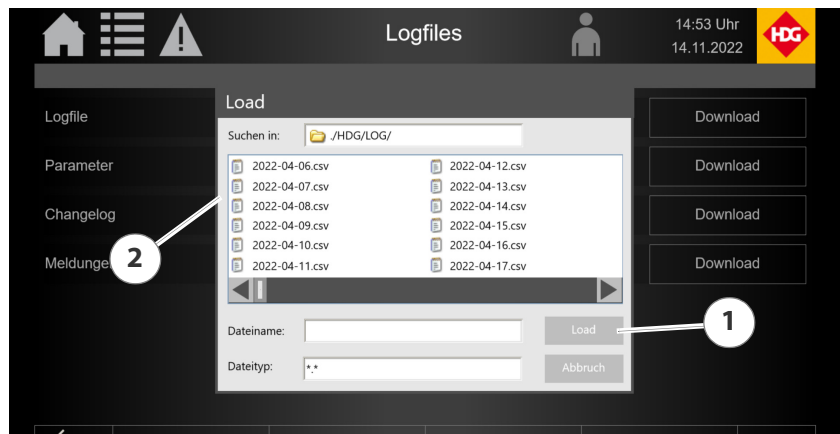 Logfiles
14:53 Uhr
14.11.2022
HDG
Load
Logfile
Download
Suchen in:
./HDG/LOG/
Parameter
Download
2022-04-06.csv
2022-04-12.csv
2022-04-07.csv
2022-04-13.csv
Changelog
Download
2022-04-08.csv
2022-04-14.csv
2022-04-09.csv
2022-04-15.csv
2022-04-10.csv
2022-04-16.csv
2
Meldunge
Download
2022-04-11.csv
2022-04-17.csv
Dateiname:
Load
1
Dateityp:
*.*
Abbruch